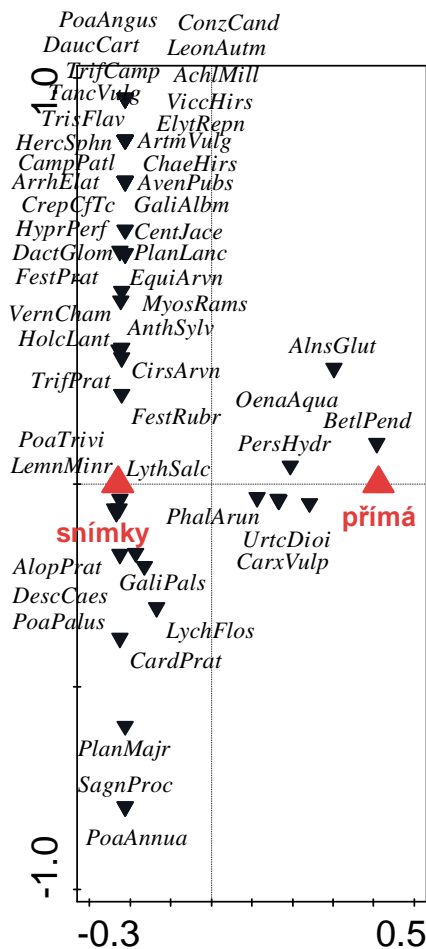 PoaAngus ConzCand
DaucCart LeonAutm
TrifCamp AchlMill
TancVulg ViccHirs
TrisFlav ElytRepn
HercSphn ArtmVulg
CampPatl ChaeHirs
ArrhElat AvenPubs
CrepCfTc GaliAlbm
HyprPerf CentJace
DactGlom PlanLanc
FestPrat EquiArvn
VernCham MyosRams
HolcLant AnthSylv
AlnsGlut
TrifPrat CirsArvn
OenaAqua
FestRubr BetlPend
PoaTrivi PersHydr
LemnMinr LythSalc
snímky PhalArun přímá
UrtcDioi
AlopPrat GaliPals CarxVulp
DescCaes
PoaPalus LychFlos
CardPrat
PlanMajr
SagnProc
PoaAnnua
1.0
-1.0
-0.3 0.5